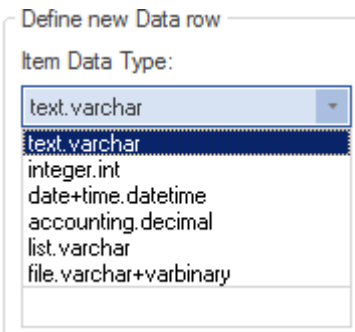 Define new Data row
Item Data Type:
text.varchar
text.varchar
integer.int
date+time.datetime
accounting.decimal
list.varchar
file.varchar+varbinary